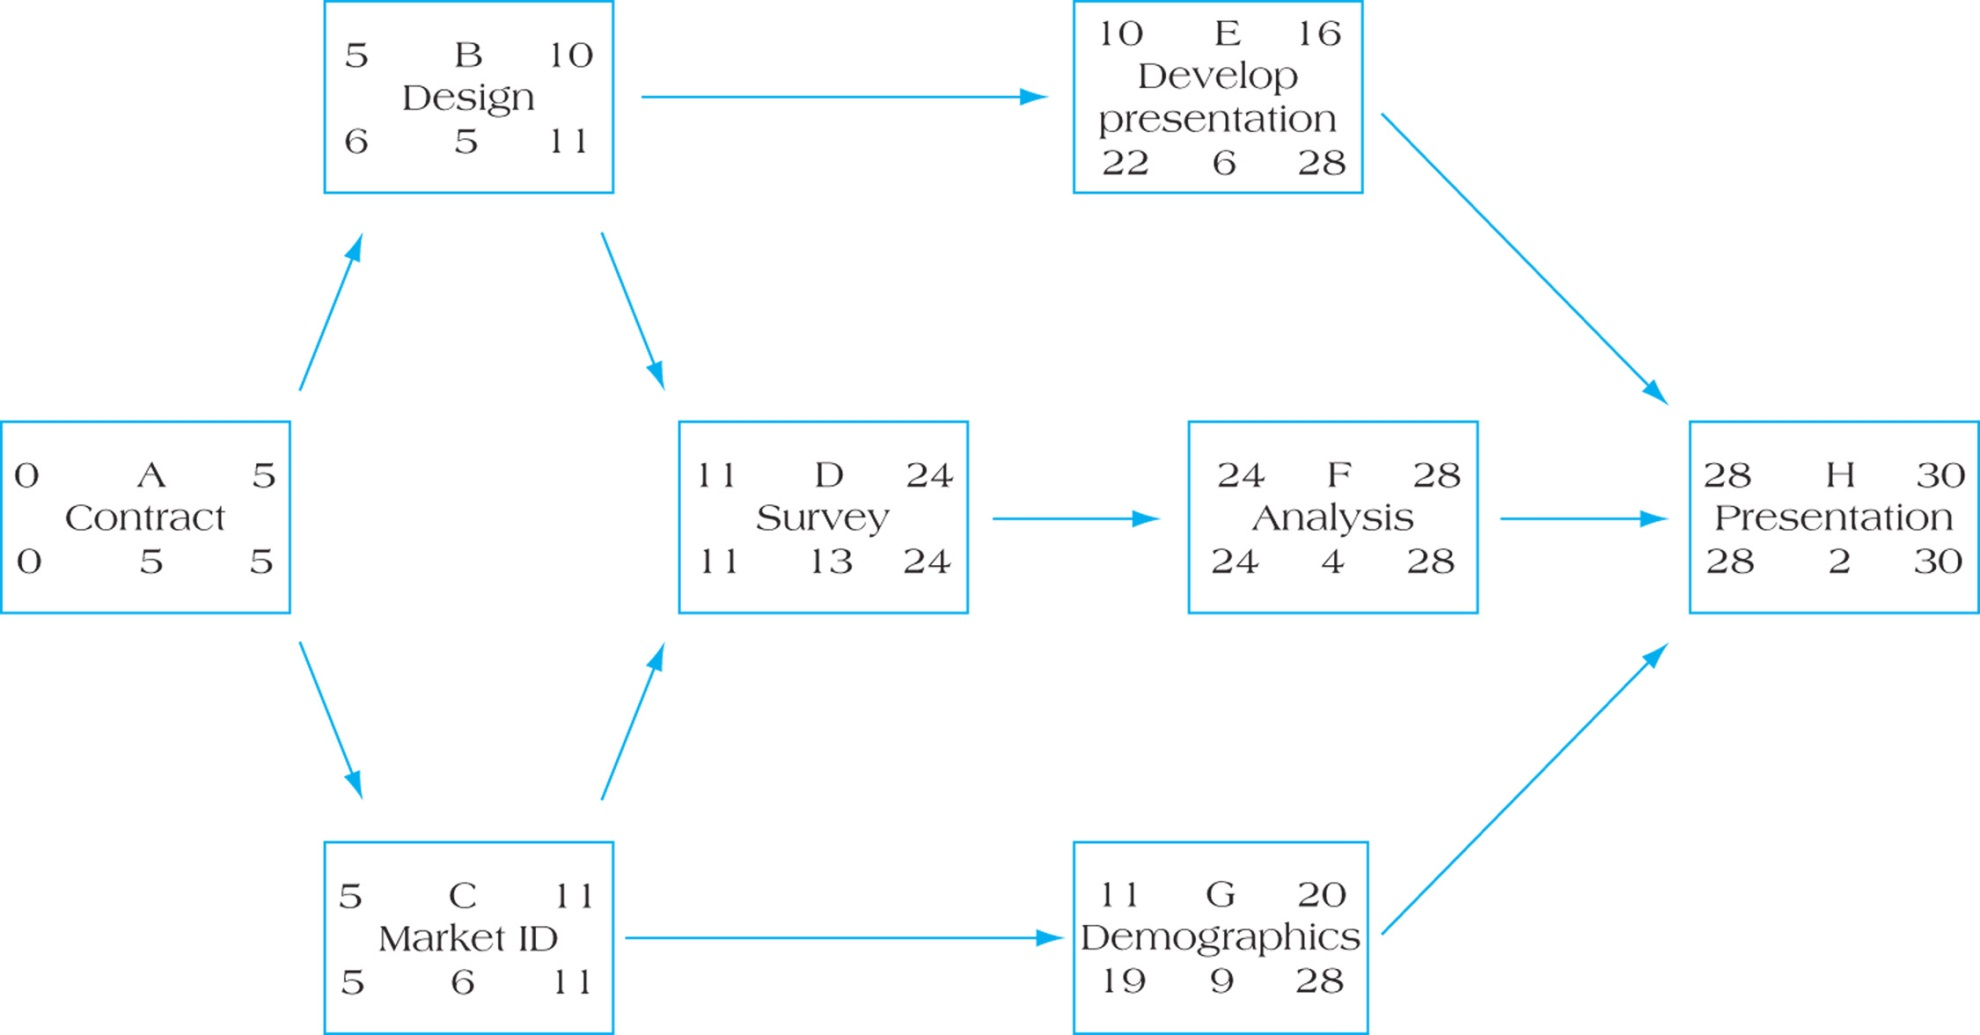 5 B 10
Design
6 5 11
10 E 16
Develop
presentation
22 6 28
0 A 5
Contract
0 5 5
11 D 24
Survey
11 13 24
24 F 28
Analysis
24 4 28
28 H 30
Presentation
28 2 30
5 C 11
Market ID
5 6 11
11 G 20
Demographics
19 9 28